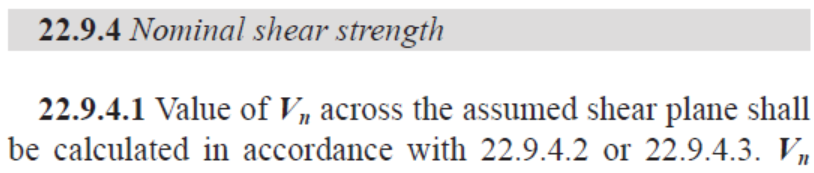 22.9.4 Nominal shear strength
22.9.4.1 Value of Vn across the assumed shear plane shall
be calculated in accordance with 22.9.4.2 or 22.9.4.3. Vn